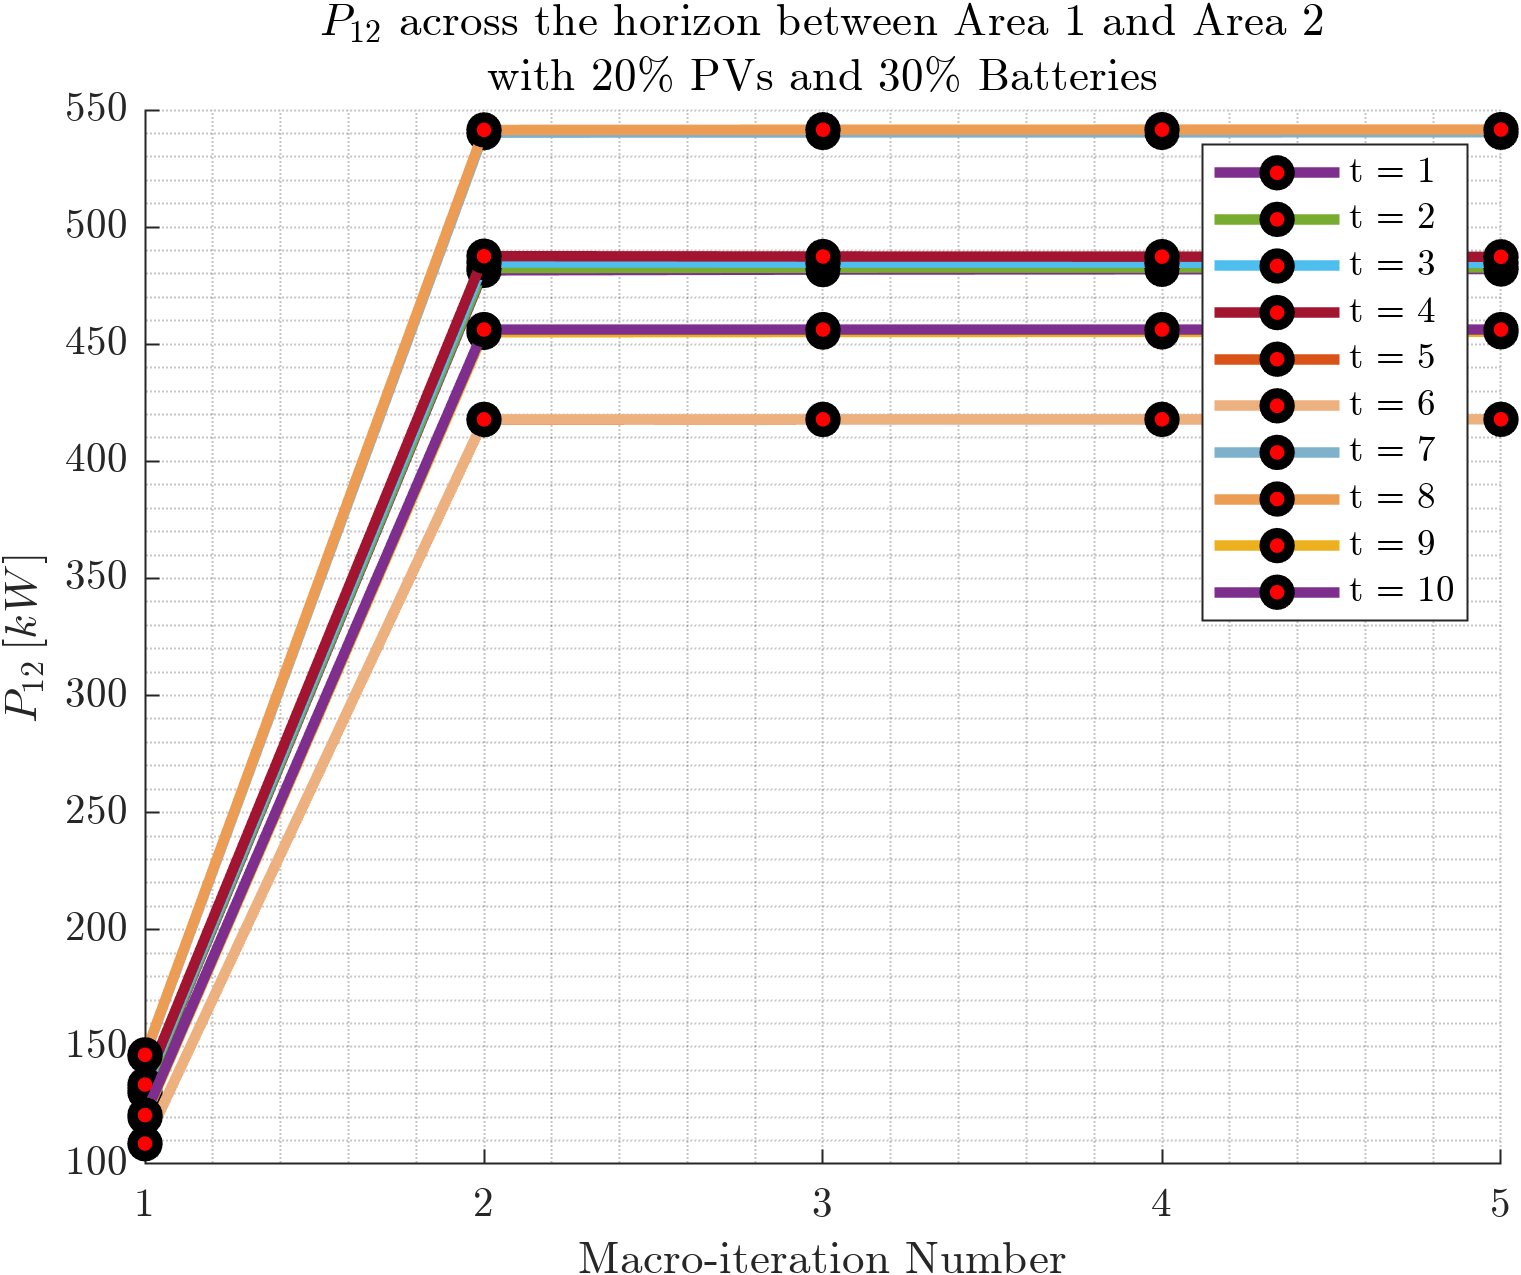 P12 across the horizon between Area 1 and Area 2
with 20% PVs and 30% Batteries
550
500
450
400
350
300
250
200
150
100
P12 [kW]
t = 1
t = 2
t = 3
t = 4
t = 5
t = 6
t = 7
t = 8
t = 9
t = 10
1 2 3 4 5
Macro-iteration Number